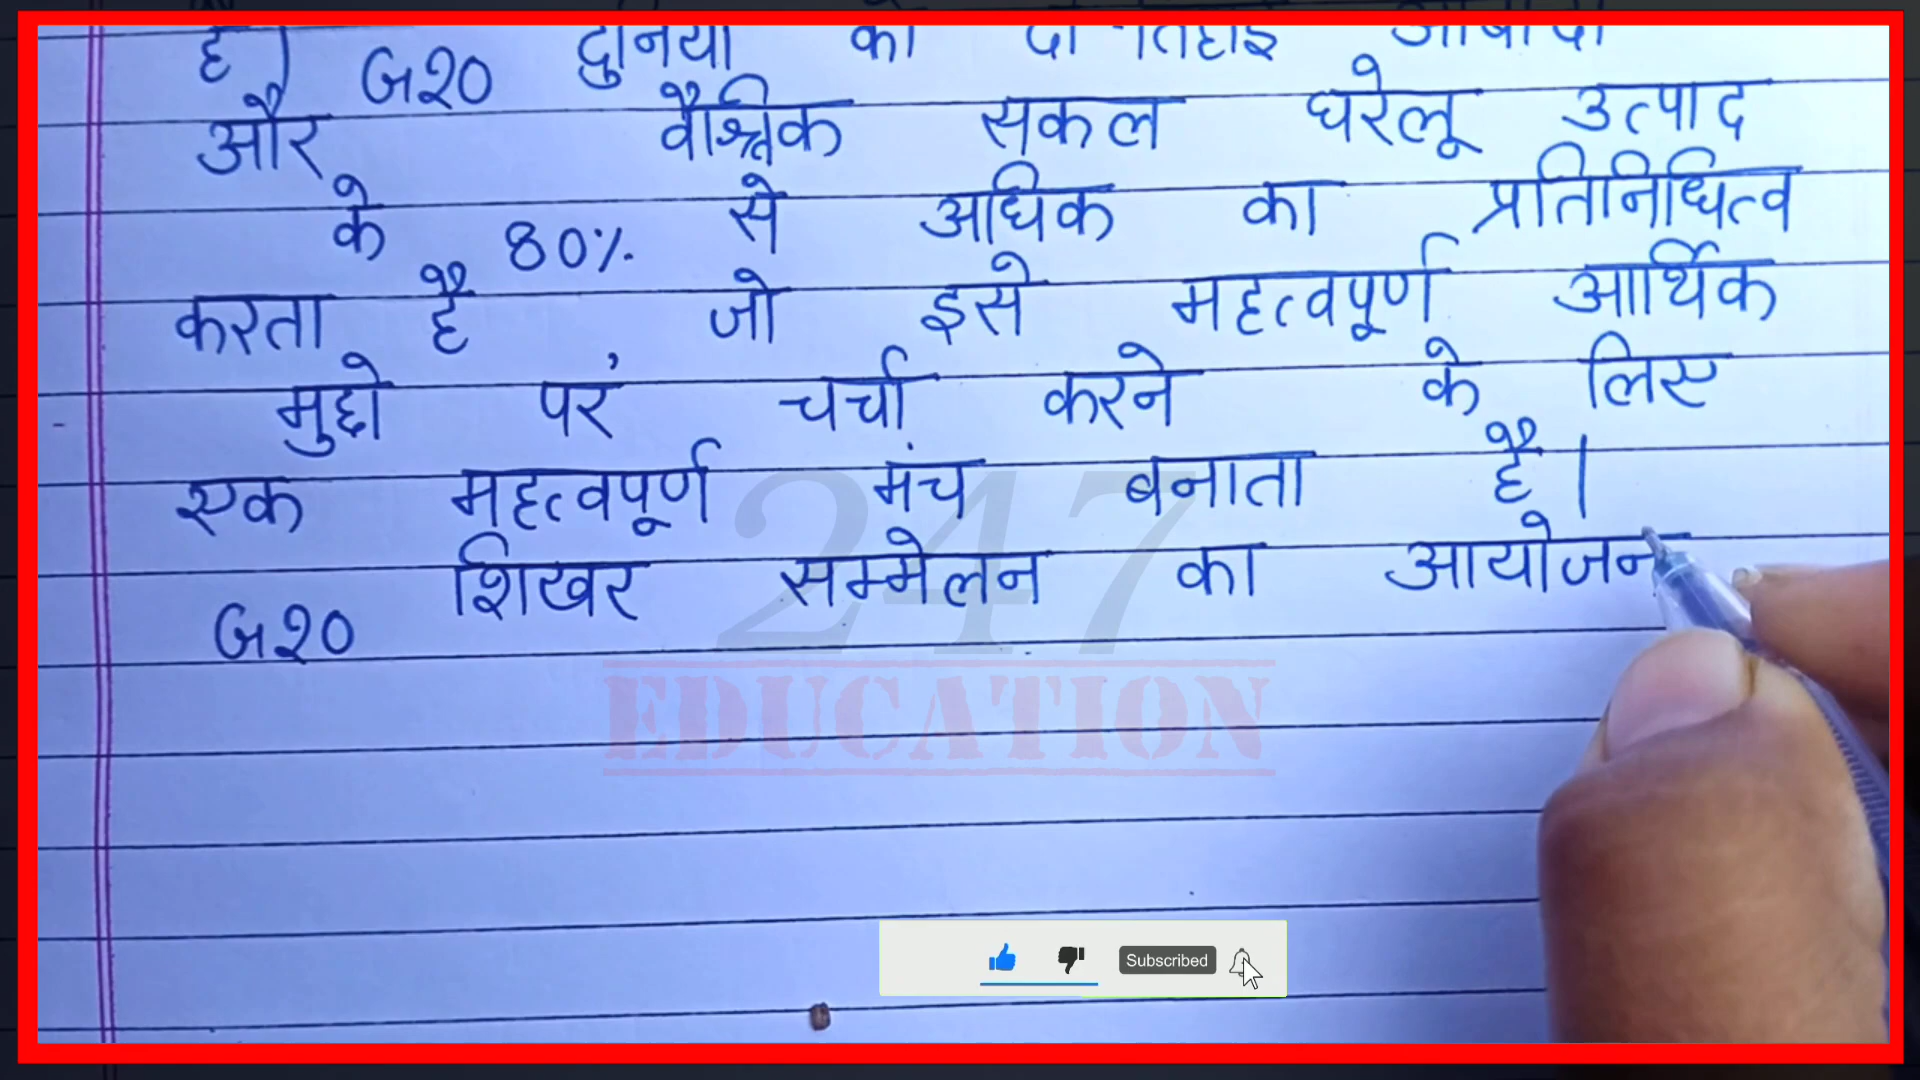 है। G20 दुनिया की दो तिहाई आबादी
और वैश्विक सकल घरेलू उत्पाद
के 80% से अधिक का प्रतिनिधित्व
करता है जो इसे महत्वपूर्ण आर्थिक
मुद्दो पर चर्चा करने के लिए
एक महत्वपूर्ण मंच बनाता है।
G20 शिखर सम्मेलन का आयोजन
247
EDUCATION
Subscribed